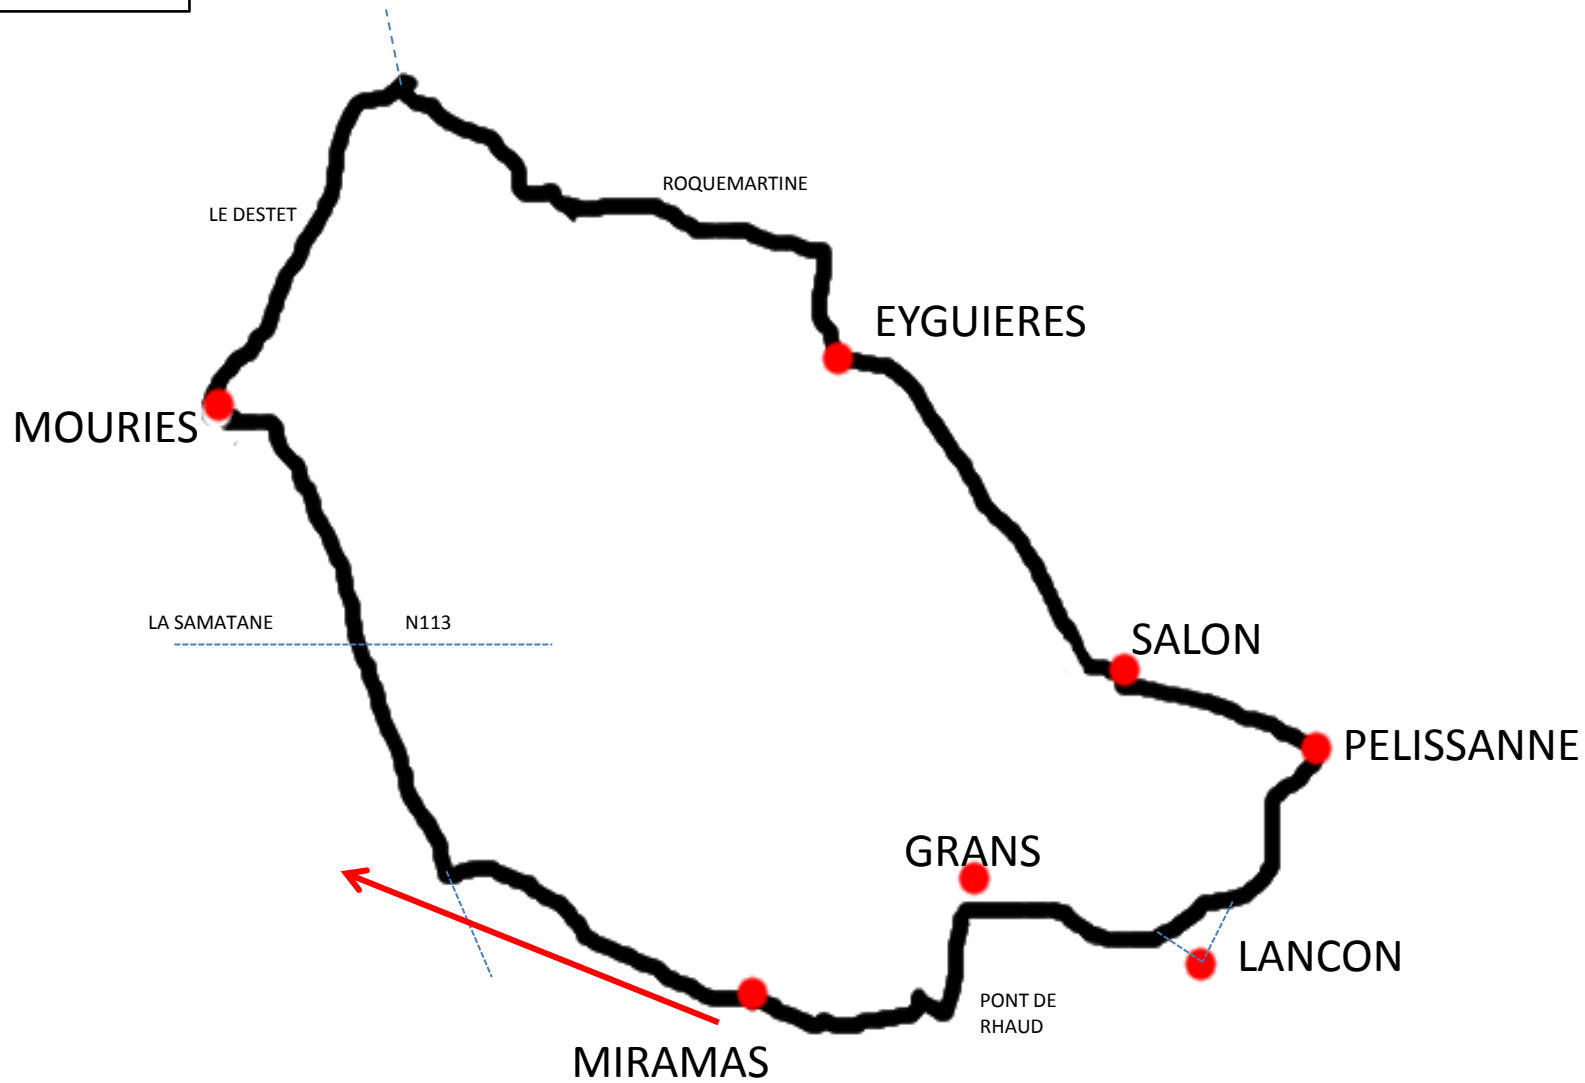 ROQUEMARTINE
LE DESTET
EYGUIERES
MOURIES
LA SAMATANE
N113
SALON
PELISSANNE
GRANS
LANCON
PONT DE
RHAUD
MIRAMAS